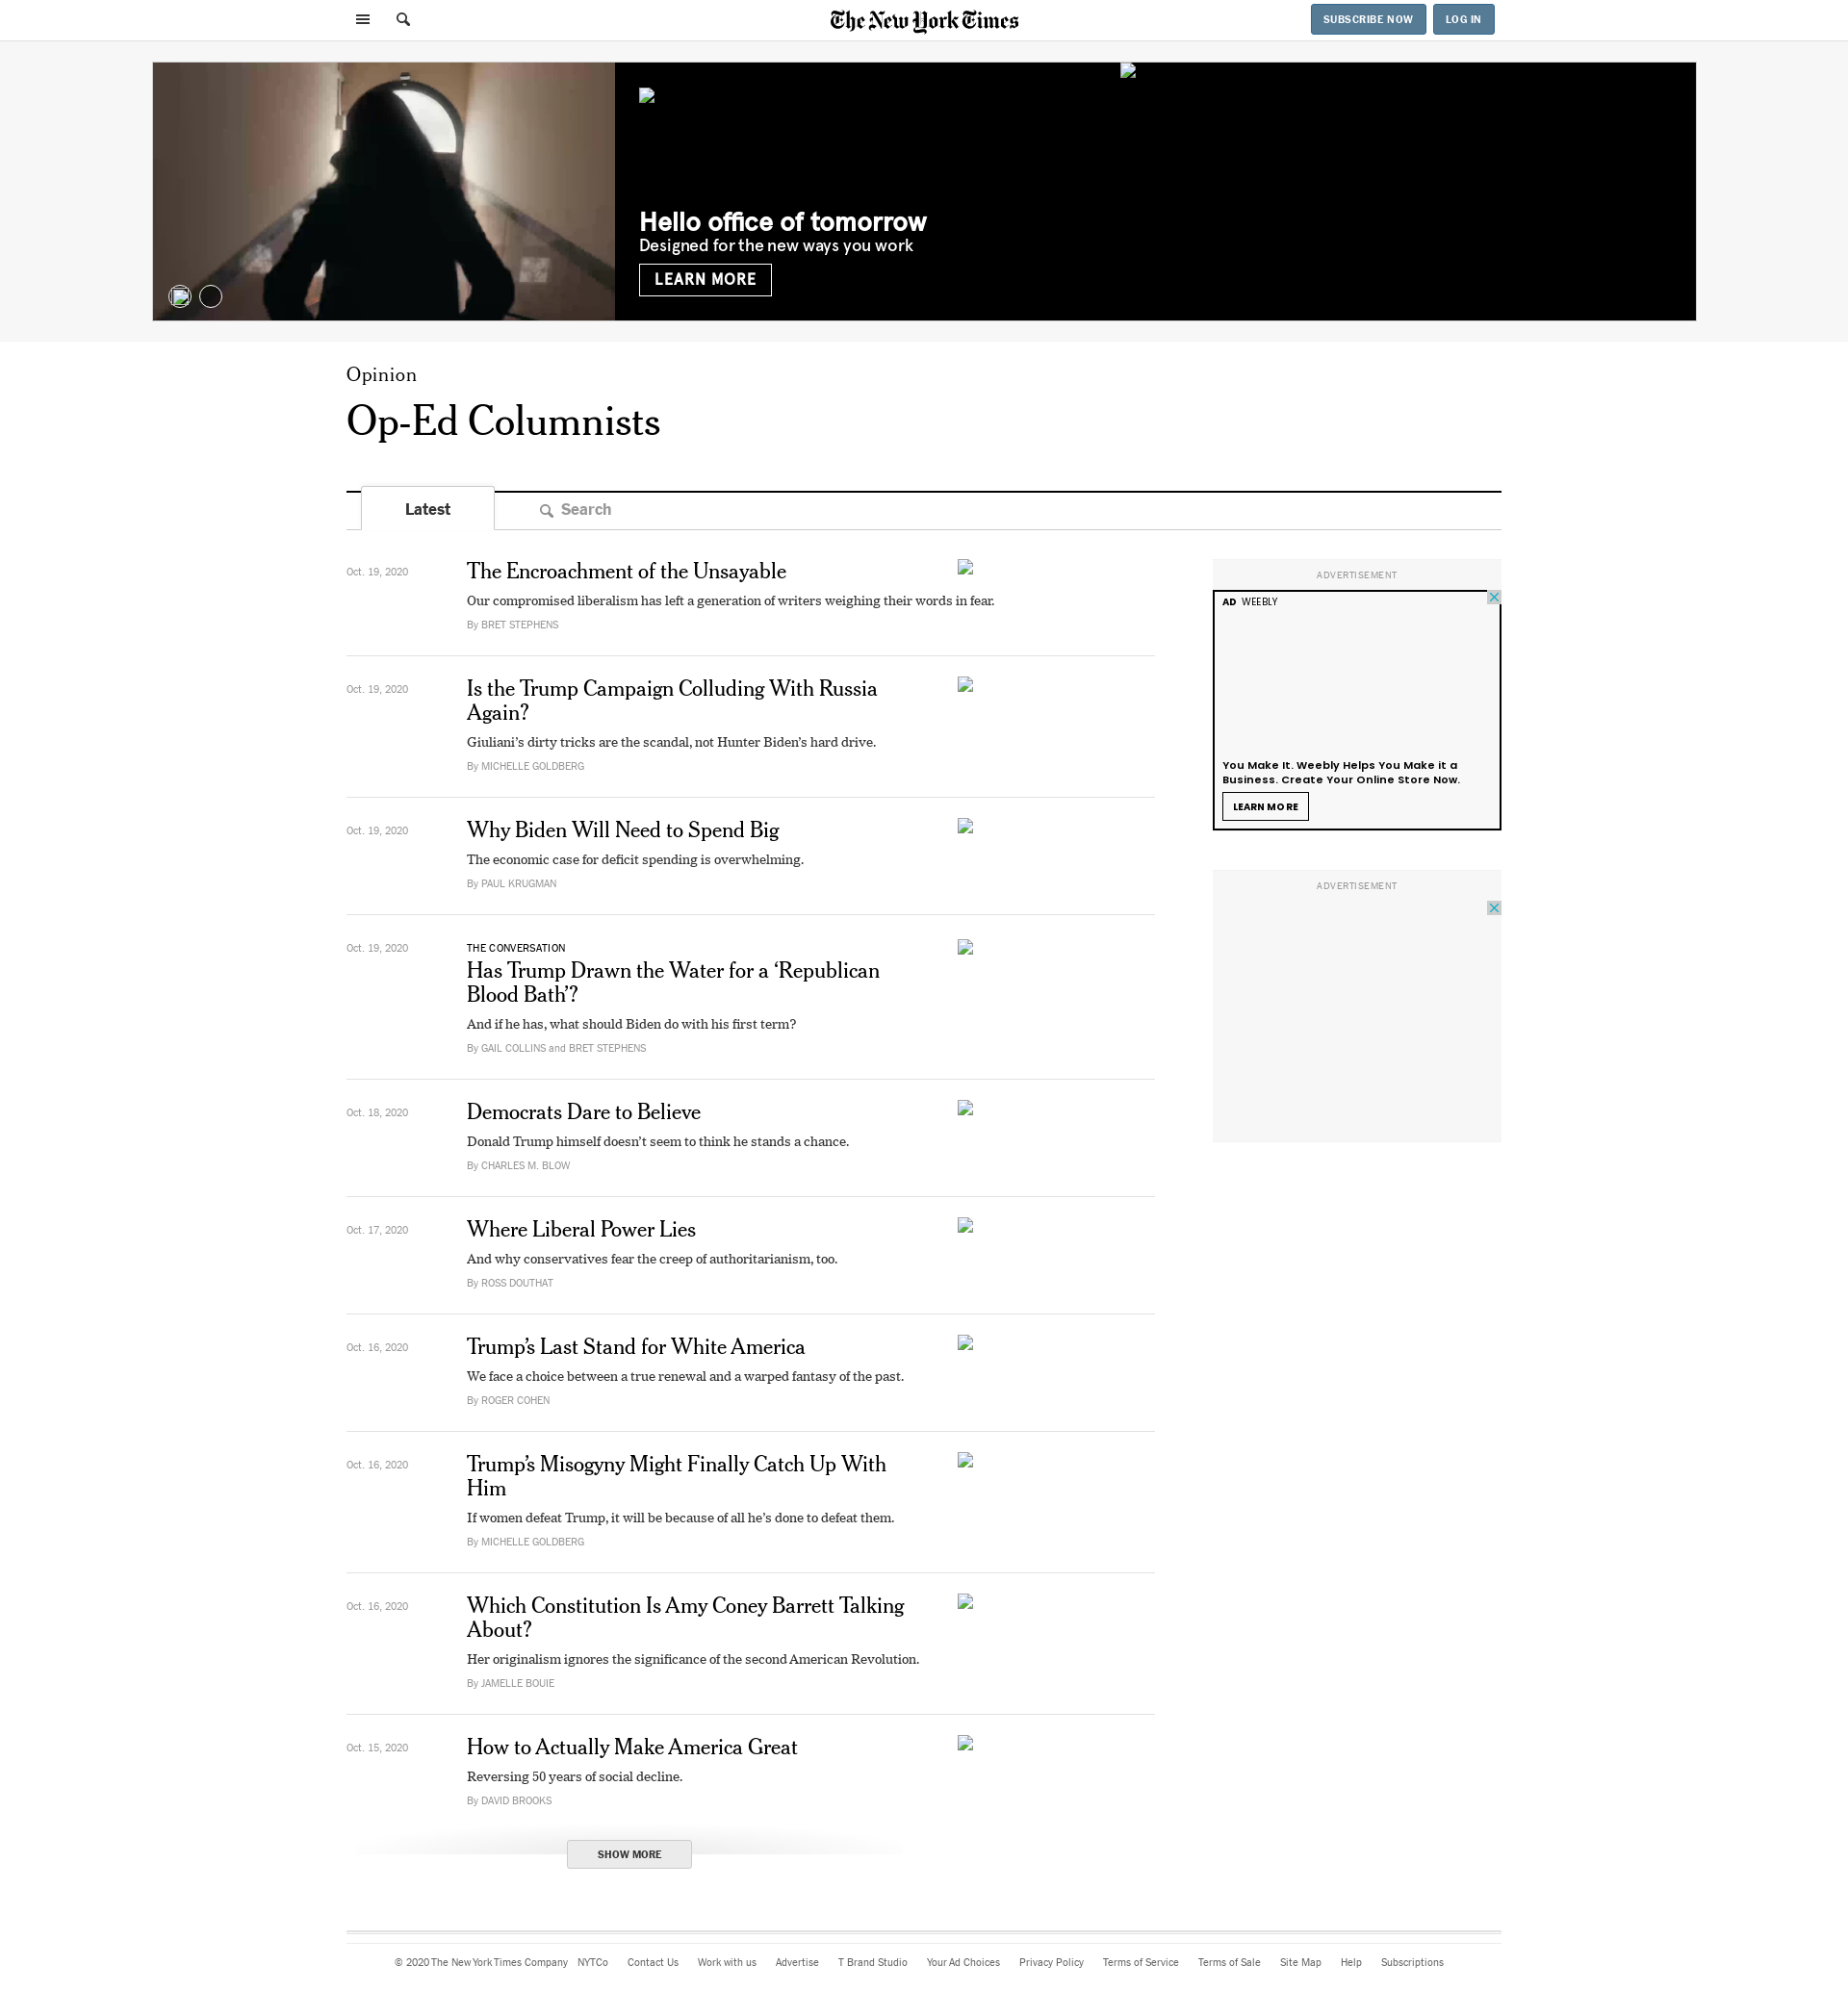 The New York Times
SUBSCRIBE NOW
LOG IN
Hello office of tomorrow
Designed for the new ways you work
LEARN MORE
Opinion
Op-Ed Columnists
Latest
Search
Oct. 19, 2020
The Encroachment of the Unsayable
Our compromised liberalism has left a generation of writers weighing their words in fear.
By BRET STEPHENS
Oct. 19, 2020
Is the Trump Campaign Colluding With Russia
Again?
Giuliani’s dirty tricks are the scandal, not Hunter Biden’s hard drive.
By MICHELLE GOLDBERG
Oct. 19, 2020
Why Biden Will Need to Spend Big
The economic case for deficit spending is overwhelming.
By PAUL KRUGMAN
Oct. 19, 2020
THE CONVERSATION
Has Trump Drawn the Water for a ‘Republican
Blood Bath’?
And if he has, what should Biden do with his first term?
By GAIL COLLINS and BRET STEPHENS
Oct. 18, 2020
Democrats Dare to Believe
Donald Trump himself doesn’t seem to think he stands a chance.
By CHARLES M. BLOW
Oct. 17, 2020
Where Liberal Power Lies
And why conservatives fear the creep of authoritarianism, too.
By ROSS DOUTHAT
Oct. 16, 2020
Trump’s Last Stand for White America
We face a choice between a true renewal and a warped fantasy of the past.
By ROGER COHEN
Oct. 16, 2020
Trump’s Misogyny Might Finally Catch Up With
Him
If women defeat Trump, it will be because of all he’s done to defeat them.
By MICHELLE GOLDBERG
Oct. 16, 2020
Which Constitution Is Amy Coney Barrett Talking
About?
Her originalism ignores the significance of the second American Revolution.
By JAMELLE BOUIE
Oct. 15, 2020
How to Actually Make America Great
Reversing 50 years of social decline.
By DAVID BROOKS
SHOW MORE
ADVERTISEMENT
AD WEEBLY
You Make It. Weebly Helps You Make it a
Business. Create Your Online Store Now.
LEARN MORE
ADVERTISEMENT
© 2020 The New York Times Company NYTCo Contact Us Work with us Advertise T Brand Studio Your Ad Choices Privacy Policy Terms of Service Terms of Sale Site Map Help Subscriptions